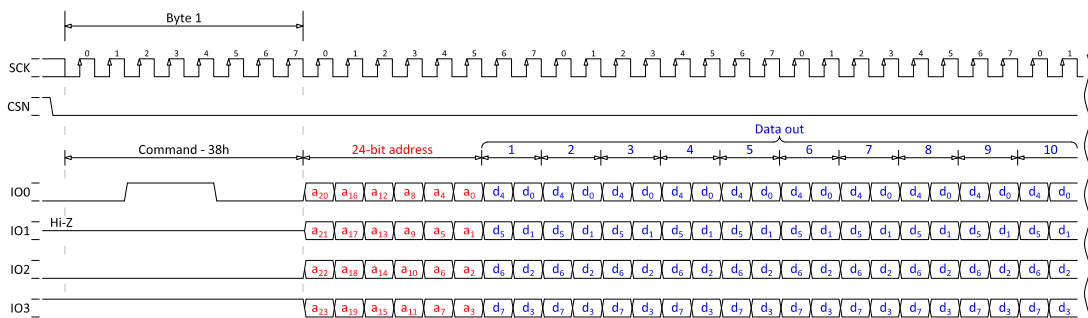 Byte 1
0 1 2 3 4 5 6 7 0 1 2 3 4 5 6 7 0 1 2 3 4 5 6 7 0 1 2 3 4 5 6 7 0 1
SCK
CSN
Data out
Command - 38h 24-bit address 1 2 3 4 5 6 7 8 9 10
IO0 a20 a16 a12 a8 a4 a0 d4 d0 d4 d0 d4 d0 d4 d0 d4 d0 d4 d0 d4 d0 d4 d0 d4 d0 d4 d0
Hi-Z
IO1 a21 a17 a13 a9 a5 a1 d5 d1 d5 d1 d5 d1 d5 d1 d5 d1 d5 d1 d5 d1 d5 d1 d5 d1 d5 d1
IO2 a22 a18 a14 a10 a6 a2 d6 d2 d6 d2 d6 d2 d6 d2 d6 d2 d6 d2 d6 d2 d6 d2 d6 d2 d6 d2
IO3 a23 a19 a15 a11 a7 a3 d7 d3 d7 d3 d7 d3 d7 d3 d7 d3 d7 d3 d7 d3 d7 d3 d7 d3 d7 d3